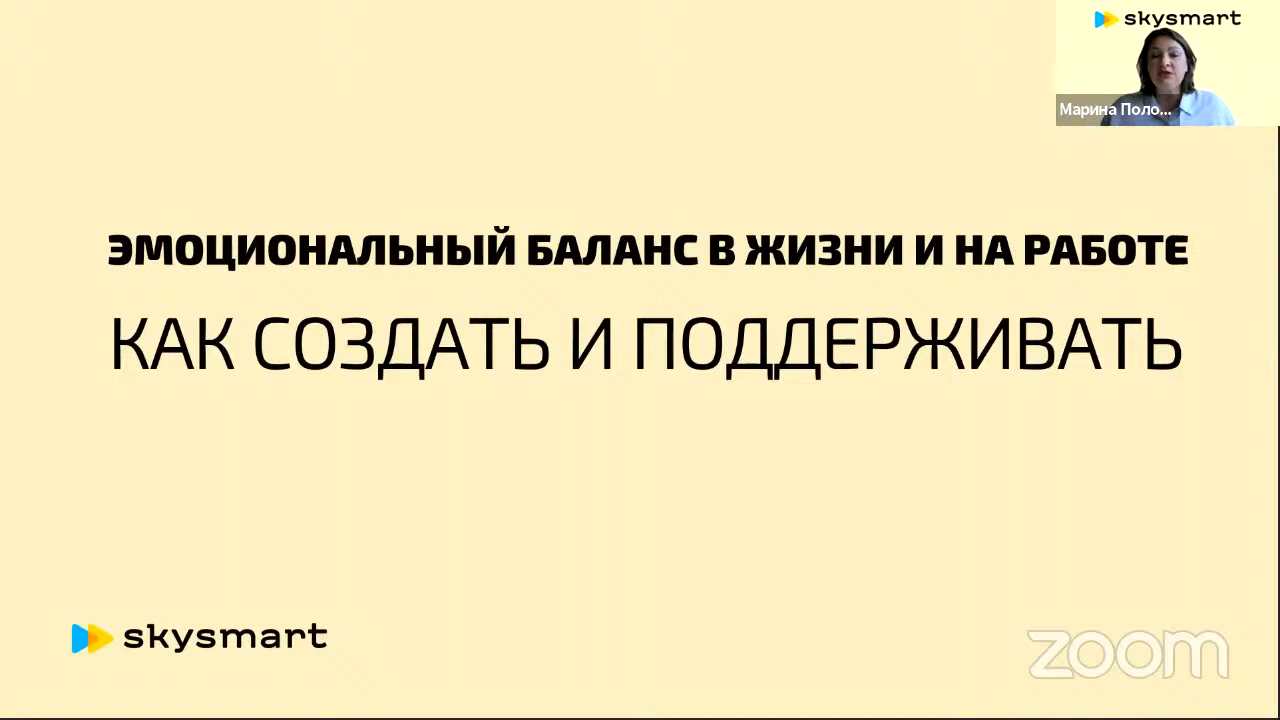 skysmart
Марина Поло...
ЭМОЦИОНАЛЬНЫЙ БАЛАНС В ЖИЗНИ И НА РАБОТЕ
КАК СОЗДАТЬ И ПОДДЕРЖИВАТЬ
skysmart
zoom